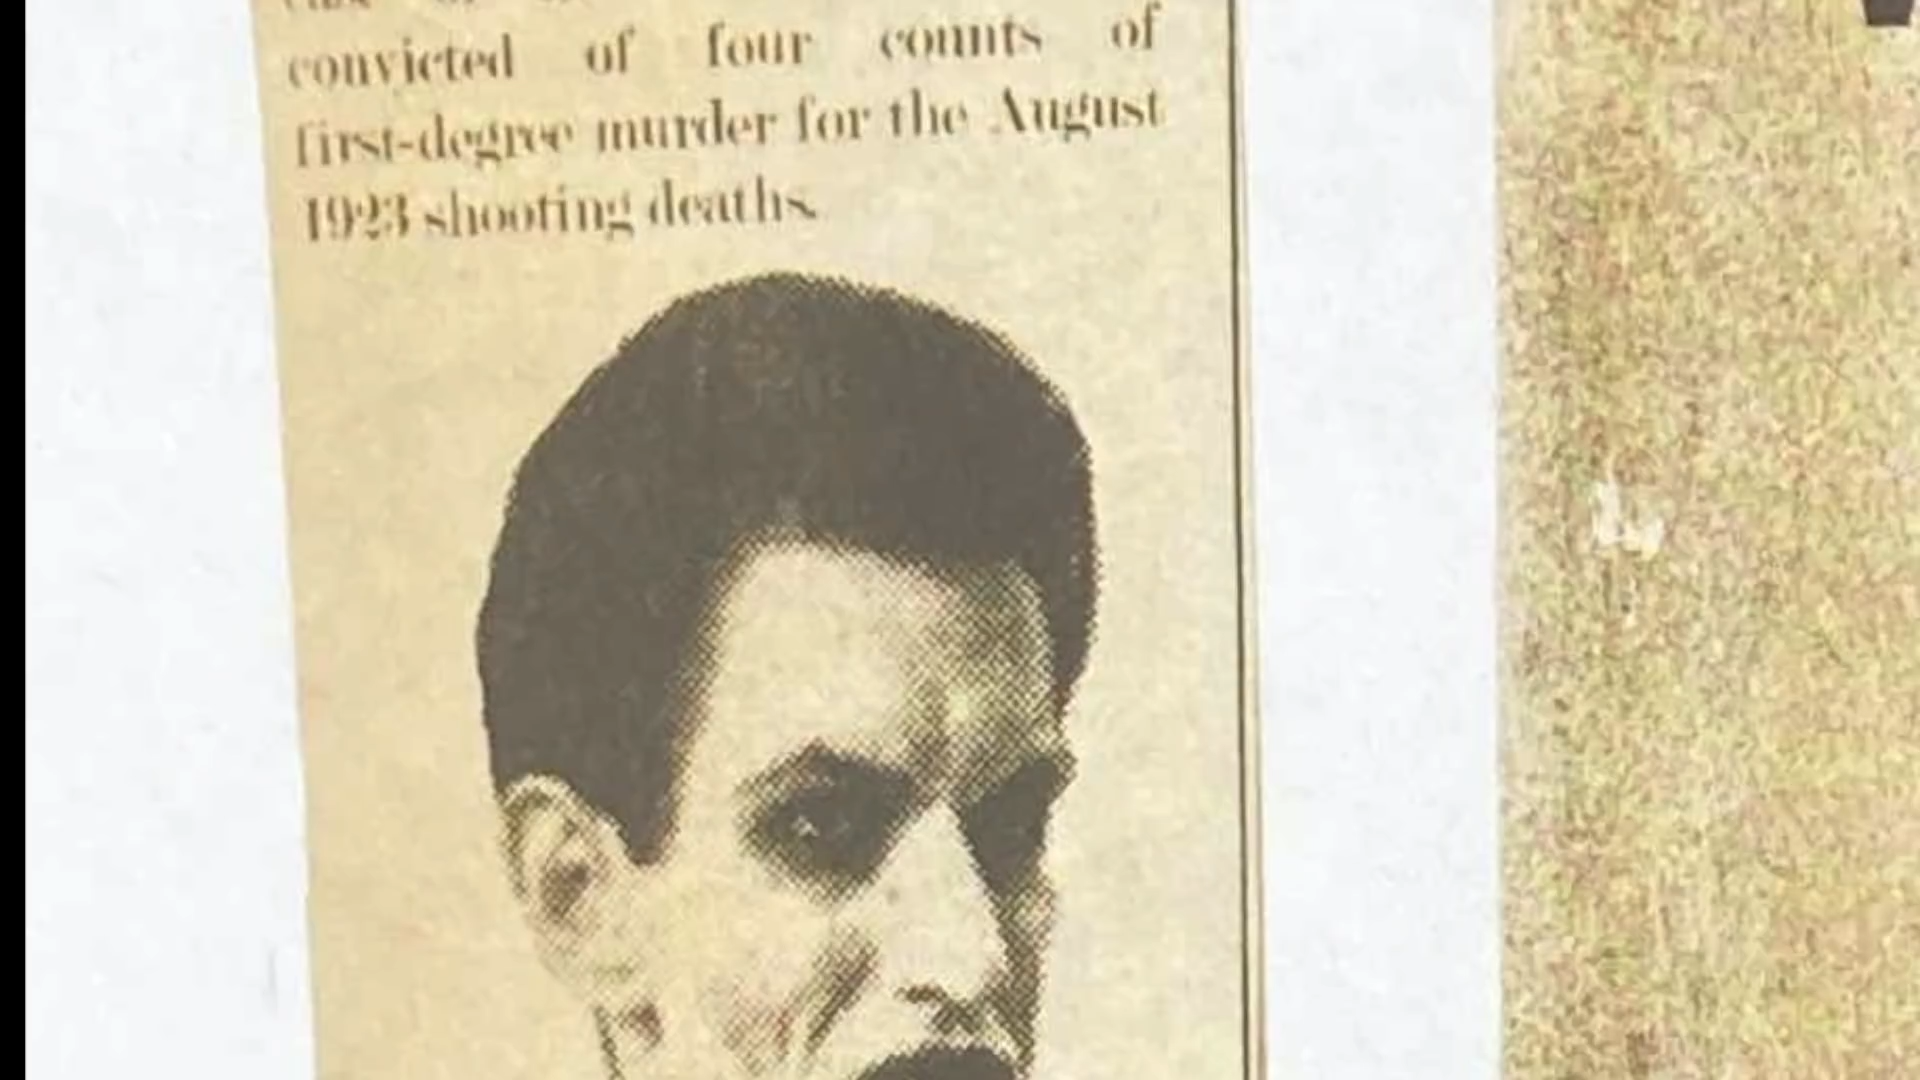 convicted of four counts of
first-degree murder for the August
1923 shooting deaths.